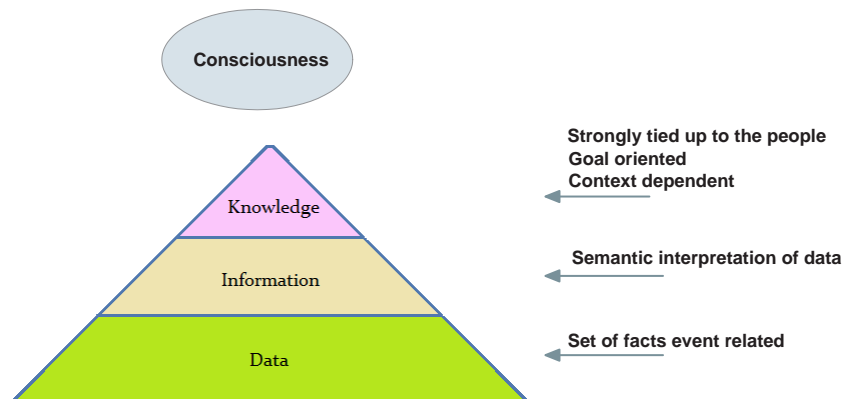 Consciousness
Strongly tied up to the people
Goal oriented
Context dependent
Knowledge
Semantic interpretation of data
Information
Set of facts event related
Data